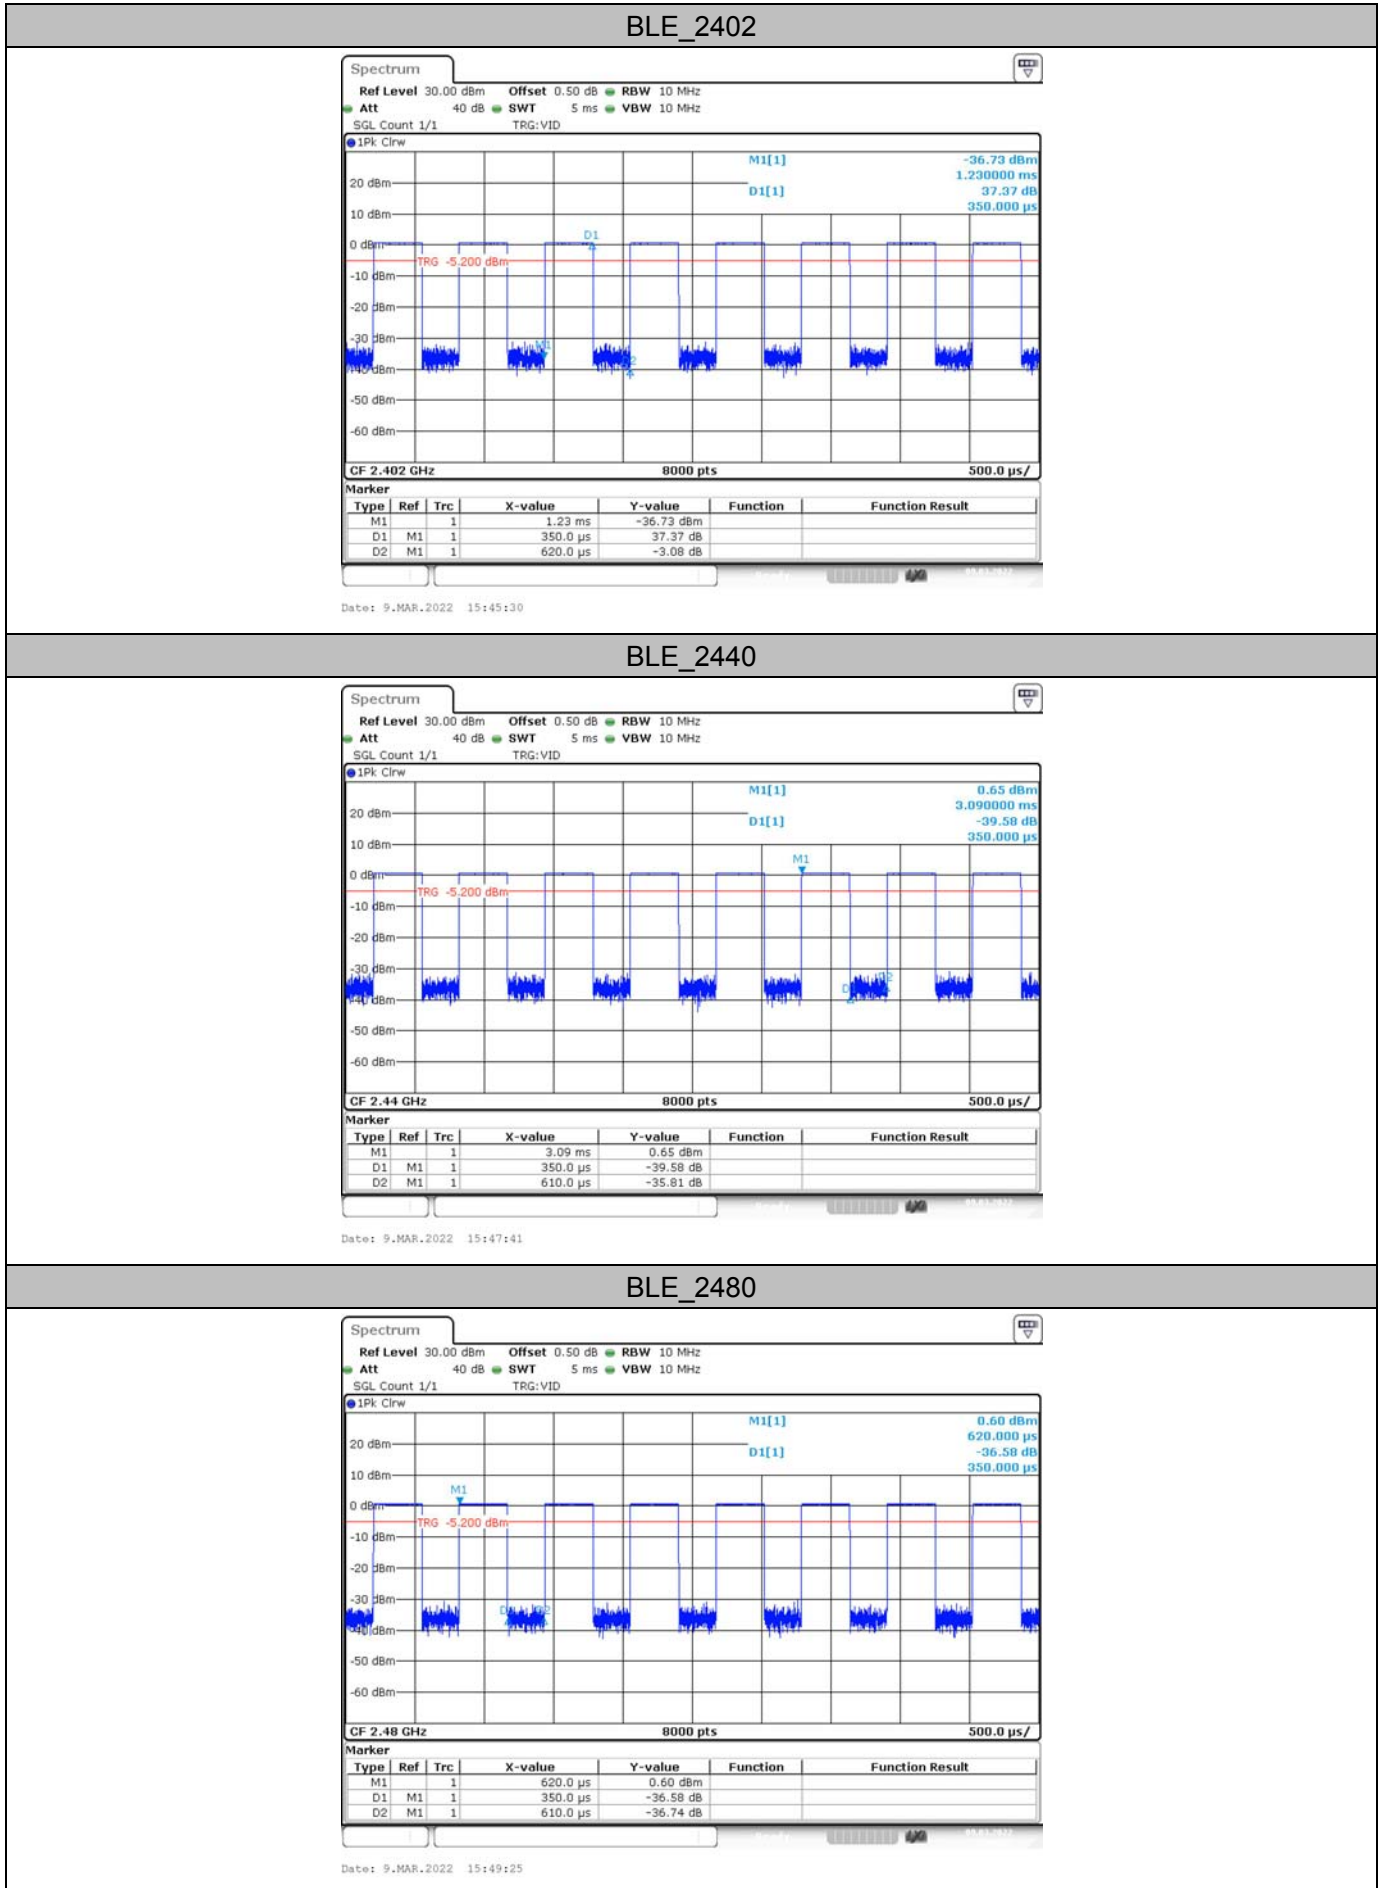 BLE_2402
Spectrum
Ref Level 30.00 dBm Offset 0.50 dB RBW 10 MHz
Att 40 dB SWT 5 ms VBW 10 MHz
SGL Count 1/1 TRG:VID
1Pk Clrw
M1[1] -36.73 dBm
1.230000 ms
20 dBm
D1[1] 37.37 dB
350.000 µs
10 dBm
D1
0 dBm
TRG -5.200 dBm
-10 dBm
-20 dBm
-30 dBm
M1
-40 dBm
-50 dBm
-60 dBm
CF 2.402 GHz 8000 pts 500.0 µs/
Marker
Type Ref Trc X-value Y-value Function Function Result
M1 1 1.23 ms -36.73 dBm
D1 M1 1 350.0 µs 37.37 dB
D2 M1 1 620.0 µs -3.08 dB
Date: 9.MAR.2022 15:45:30
BLE_2440
Spectrum
Ref Level 30.00 dBm Offset 0.50 dB RBW 10 MHz
Att 40 dB SWT 5 ms VBW 10 MHz
SGL Count 1/1 TRG:VID
1Pk Clrw
M1[1] 0.65 dBm
3.090000 ms
20 dBm
D1[1] -39.58 dB
350.000 µs
10 dBm
M1
0 dBm
TRG -5.200 dBm
-10 dBm
-20 dBm
-30 dBm
D2
-40 dBm
-50 dBm
-60 dBm
CF 2.44 GHz 8000 pts 500.0 µs/
Marker
Type Ref Trc X-value Y-value Function Function Result
M1 1 3.09 ms 0.65 dBm
D1 M1 1 350.0 µs -39.58 dB
D2 M1 1 610.0 µs -35.81 dB
Date: 9.MAR.2022 15:47:41
BLE_2480
Spectrum
Ref Level 30.00 dBm Offset 0.50 dB RBW 10 MHz
Att 40 dB SWT 5 ms VBW 10 MHz
SGL Count 1/1 TRG:VID
1Pk Clrw
M1[1] 0.60 dBm
620.000 µs
20 dBm
D1[1] -36.58 dB
350.000 µs
10 dBm
M1
0 dBm
TRG -5.200 dBm
-10 dBm
-20 dBm
-30 dBm
D2
-40 dBm
-50 dBm
-60 dBm
CF 2.48 GHz 8000 pts 500.0 µs/
Marker
Type Ref Trc X-value Y-value Function Function Result
M1 1 620.0 µs 0.60 dBm
D1 M1 1 350.0 µs -36.58 dB
D2 M1 1 610.0 µs -36.74 dB
Date: 9.MAR.2022 15:49:25